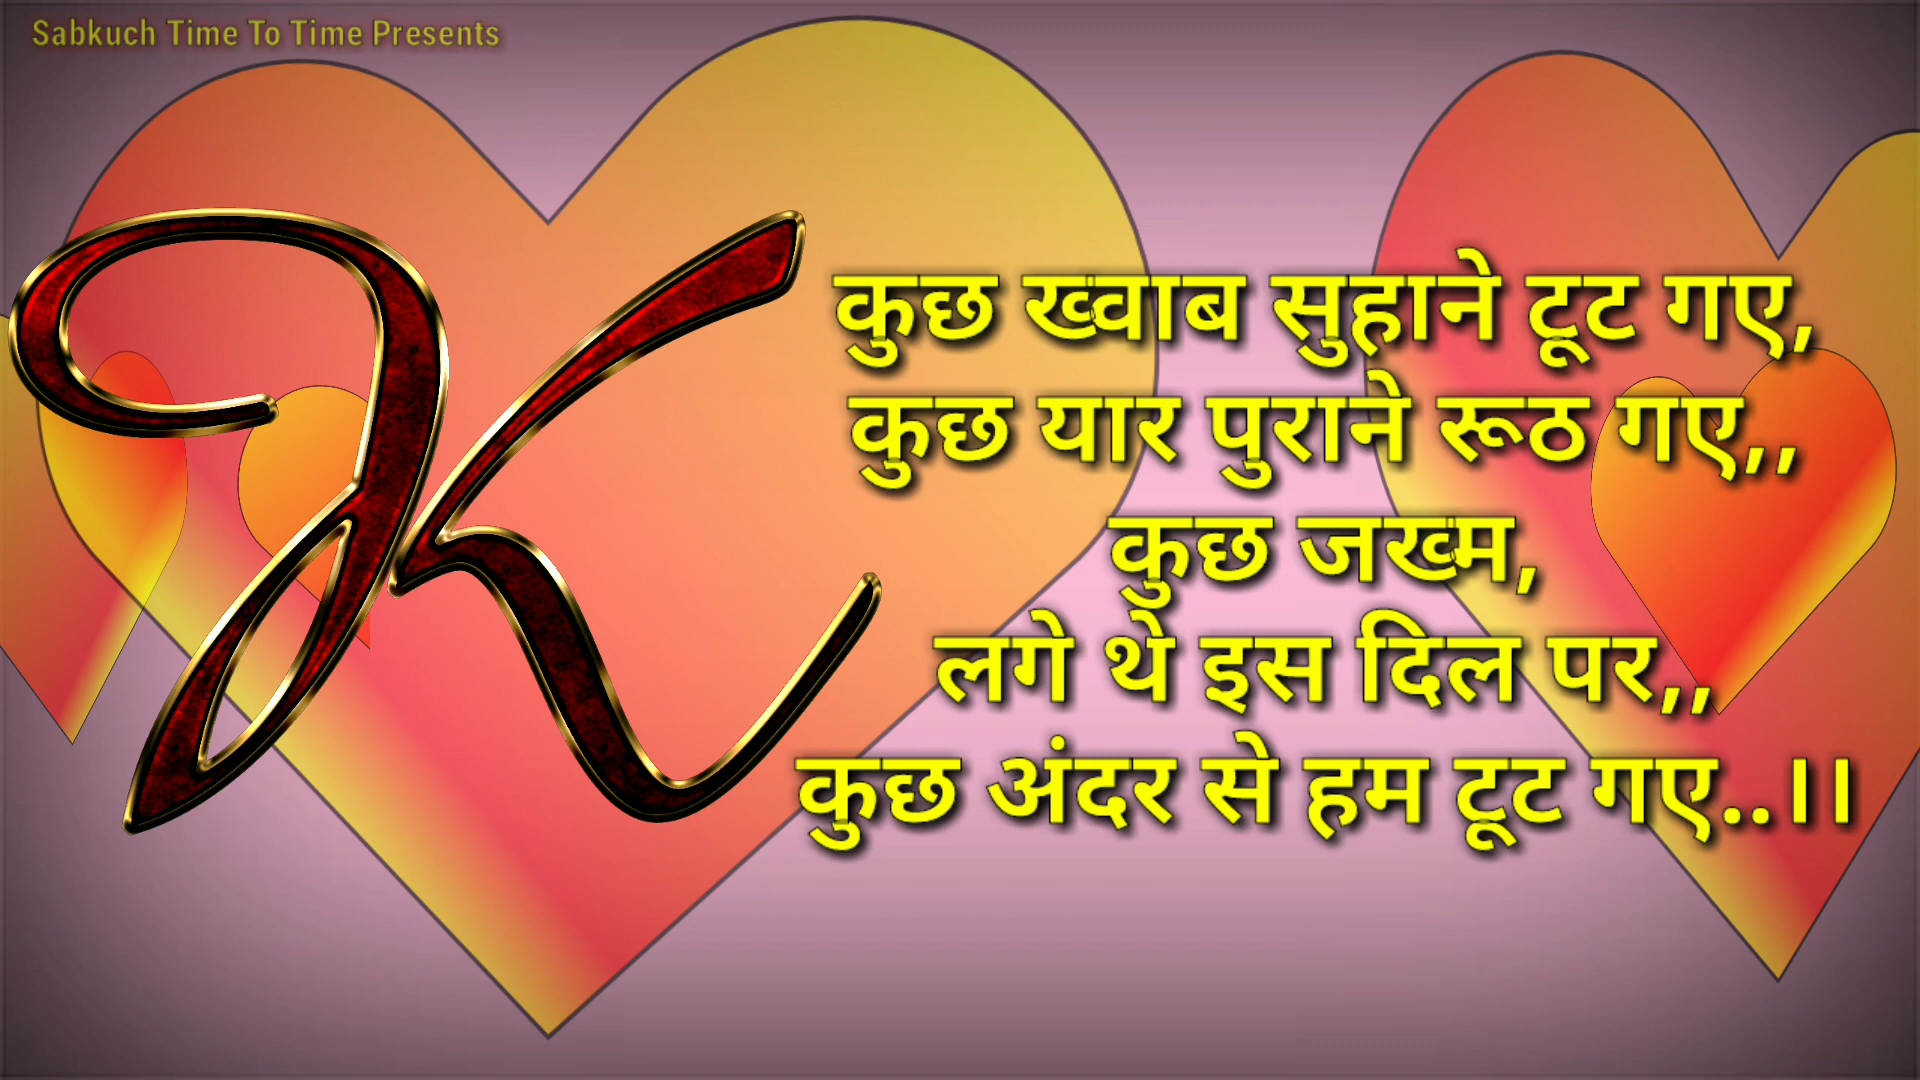 Sabkuch Time To Time Presents
K
कुछ ख्वाब सुहाने टूट गए,
कुछ यार पुराने रूठ गए,,
कुछ जख्म,
लगे थे इस दिल पर,,
कुछ अंदर से हम टूट गए..।।